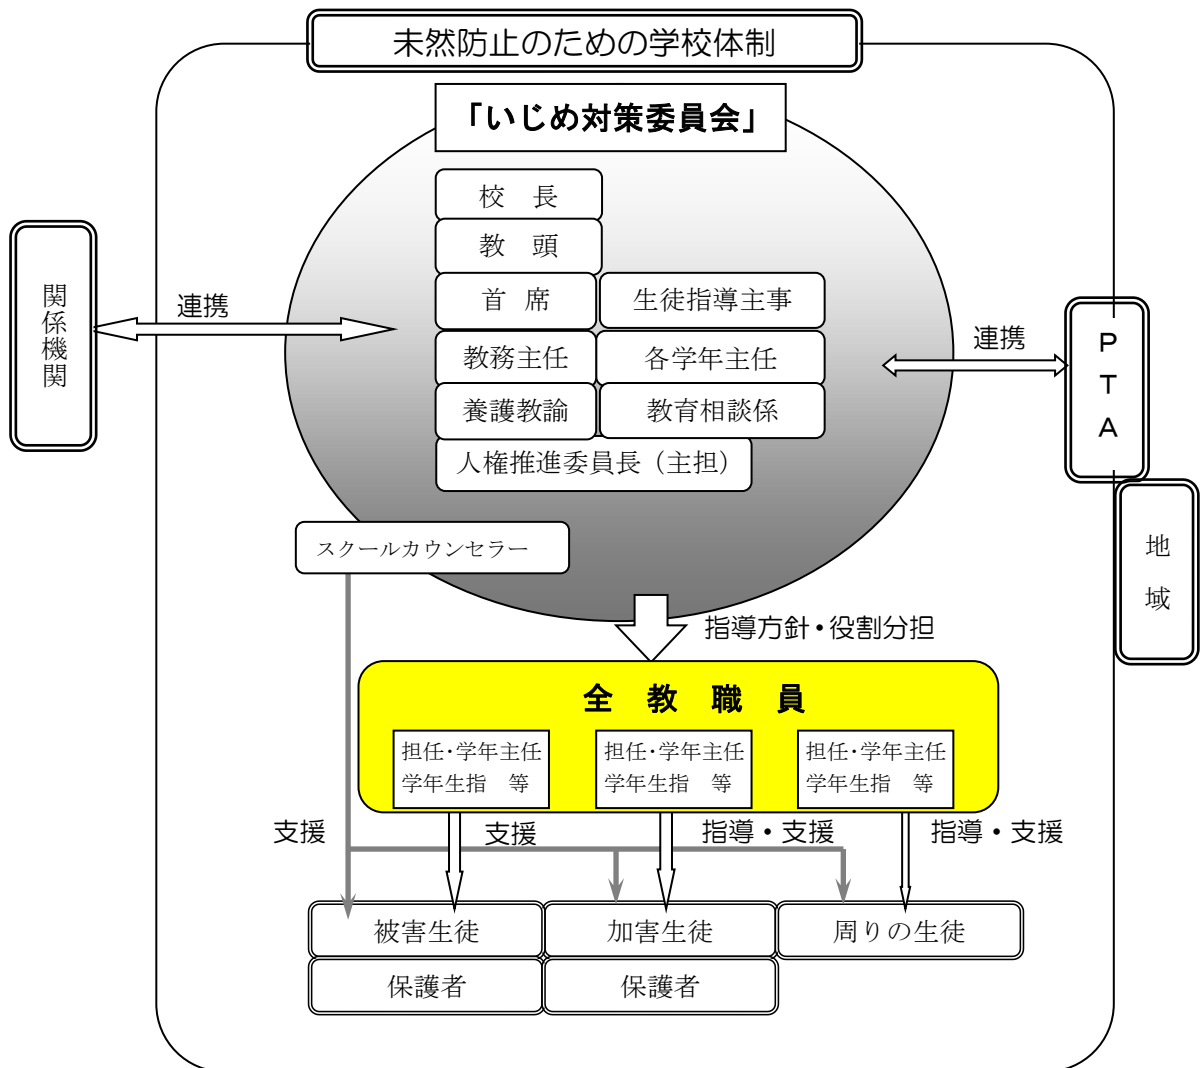 未然防止のための学校体制
「いじめ対策委員会」
校　長
教　頭
首　席
生徒指導主事
教務主任
各学年主任
養護教諭
教育相談係
人権推進委員長（主担）
スクールカウンセラー
関係機関
連携
連携
ＰＴＡ
地域
指導方針・役割分担
全　教　職　員
担任・学年主任
学年生指　等
担任・学年主任
学年生指　等
担任・学年主任
学年生指　等
支援
支援
指導・支援
指導・支援
被害生徒
加害生徒
周りの生徒
保護者
保護者